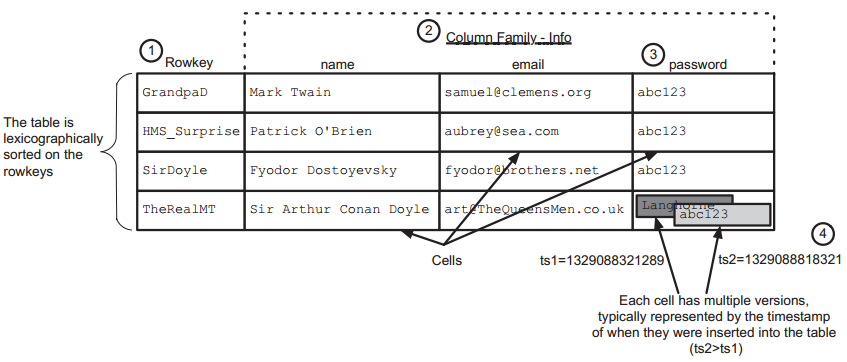 2 Column Family - Info
1 Rowkey name email 3 password
GrandpaD Mark Twain samuel@clemens.org abc123
HMS_Surprise Patrick O'Brien aubrey@sea.com abc123
SirDoyle Fyodor Dostoyevsky fyodor@brothers.net abc123
TheRealMT Sir Arthur Conan Doyle art@TheQueensMen.co.uk Langhorne
abc123
The table is
lexicographically
sorted on the
rowkeys
4
Cells
ts1=1329088321289 ts2=1329088818321
Each cell has multiple versions,
typically represented by the timestamp
of when they were inserted into the table
(ts2>ts1)